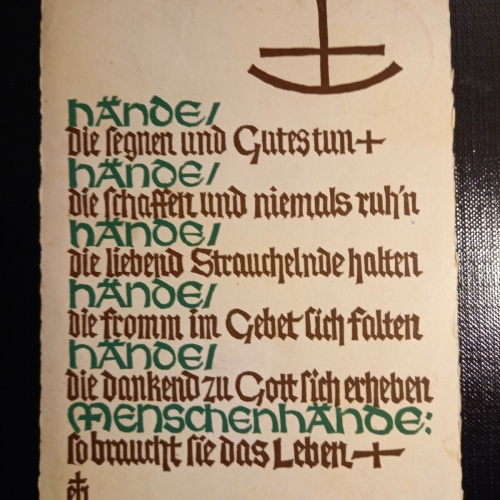 HÄNDE/
die segnen und Gutes tun +
HÄNDE/
die schaffen und niemals ruh'n
HÄNDE/
die liebend Strauchelnde halten
HÄNDE/
die fromm im Gebet sich falten
HÄNDE/
die dankend zu Gott sich erheben
MENSCHENHÄNDE:
so braucht sie das Leben +